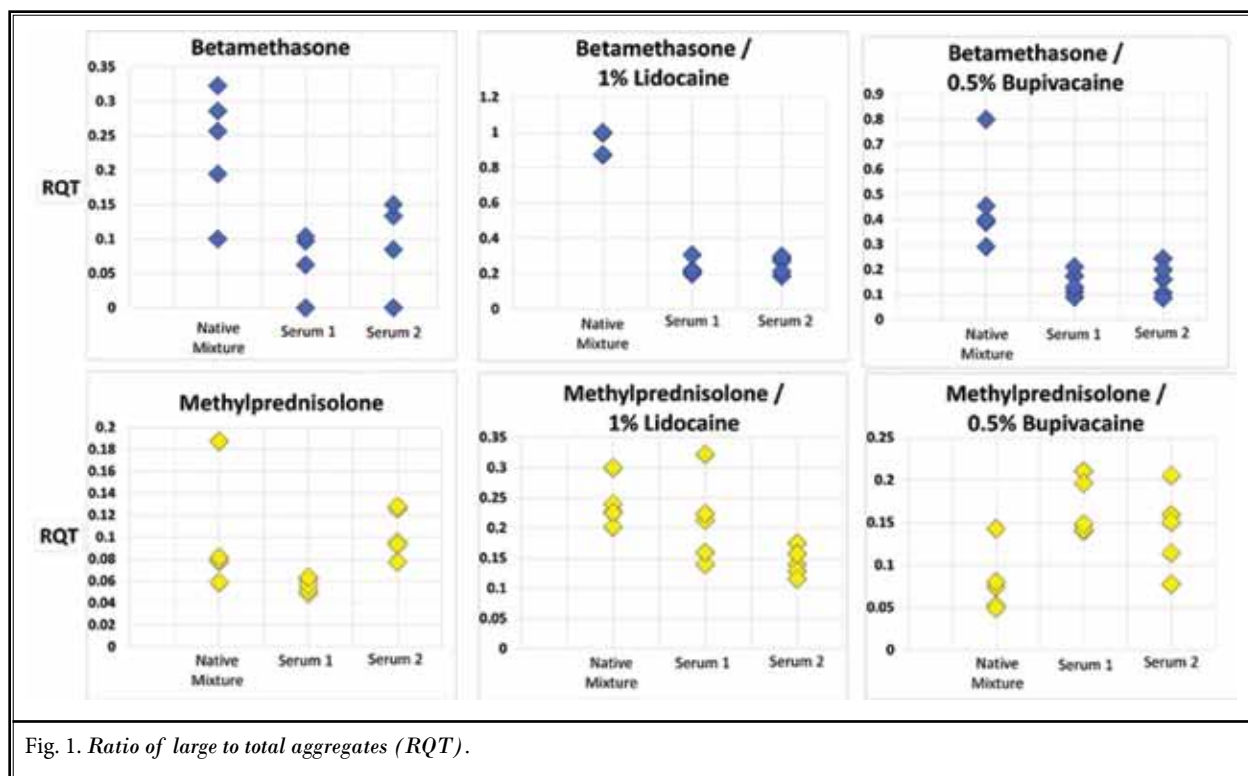 Betamethasone
0.35
0.3
0.25
0.2
RQT
0.15
0.1
0.05
0
Native
Mixture
Serum 1
Serum 2
Betamethasone /
1% Lidocaine
1.2
1
0.8
0.6
0.4
0.2
0
Native
Mixture
Serum 1
Serum 2
Betamethasone /
0.5% Bupivacaine
0.9
0.8
0.7
0.6
0.5
0.4
0.3
0.2
0.1
0
Native
Mixture
Serum 1
Serum 2
Methylprednisolone
0.2
0.18
0.16
0.14
0.12
RQT
0.1
0.08
0.06
0.04
0.02
0
Native
Mixture
Serum 1
Serum 2
Methylprednisolone /
1% Lidocaine
0.35
0.3
0.25
0.2
0.15
0.1
0.05
0
Native
Mixture
Serum 1
Serum 2
Methylprednisolone /
0.5% Bupivacaine
0.25
0.2
0.15
0.1
0.05
0
Native
Mixture
Serum 1
Serum 2
Fig. 1. Ratio of large to total aggregates (RQT).